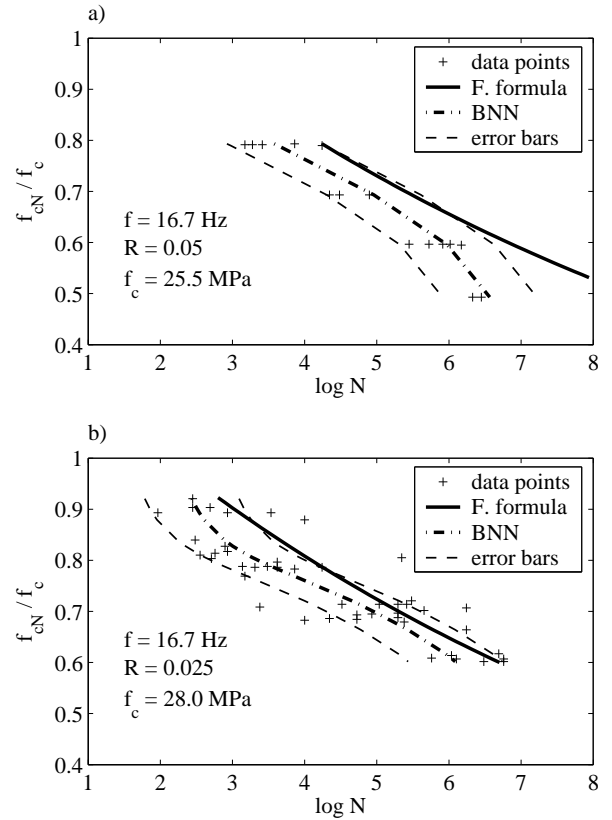 a)
1
0.9
0.8
0.7
0.6
0.5
0.4
f_cN / f_c
data points
F. formula
BNN
error bars
f = 16.7 Hz
R = 0.05
f_c = 25.5 MPa
1 2 3 4 5 6 7 8
log N
b)
1
0.9
0.8
0.7
0.6
0.5
0.4
f_cN / f_c
data points
F. formula
BNN
error bars
f = 16.7 Hz
R = 0.025
f_c = 28.0 MPa
1 2 3 4 5 6 7 8
log N